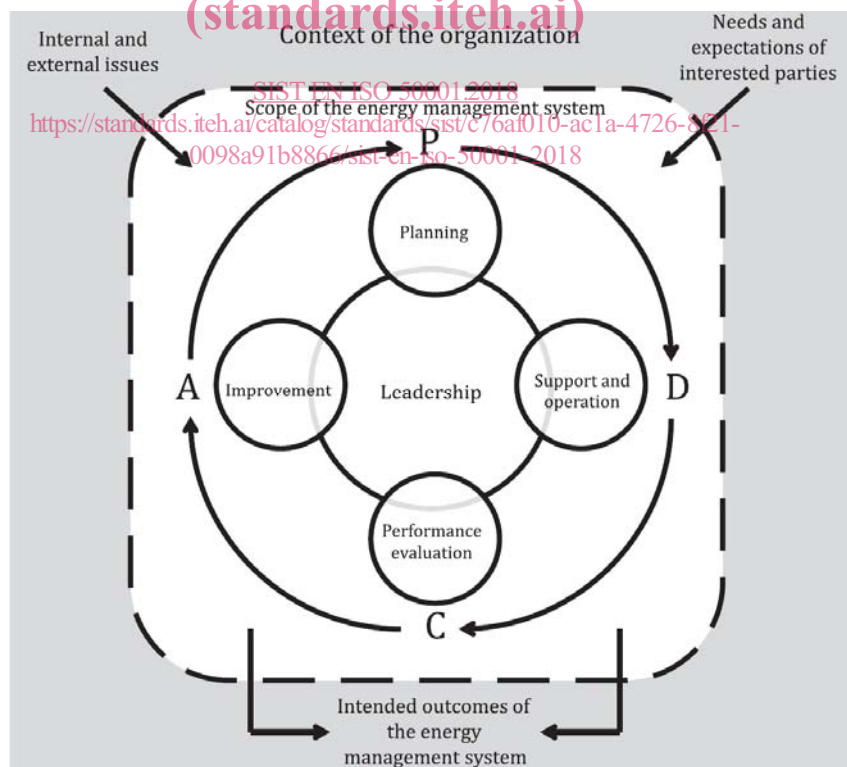 (standards.iteh.ai)
Context of the organization
Internal and
external issues
Needs and
expectations of
interested parties
SIST EN ISO 50001:2018
Scope of the energy management system
https://standards.iteh.ai/catalog/standards/sist/c76af010-ac1a-4726-8f21-
0098a91b8866/sist-en-iso-50001-2018
P
Planning
A
Improvement
Leadership
Support and
operation
D
Performance
evaluation
C
Intended outcomes of
the energy
management system